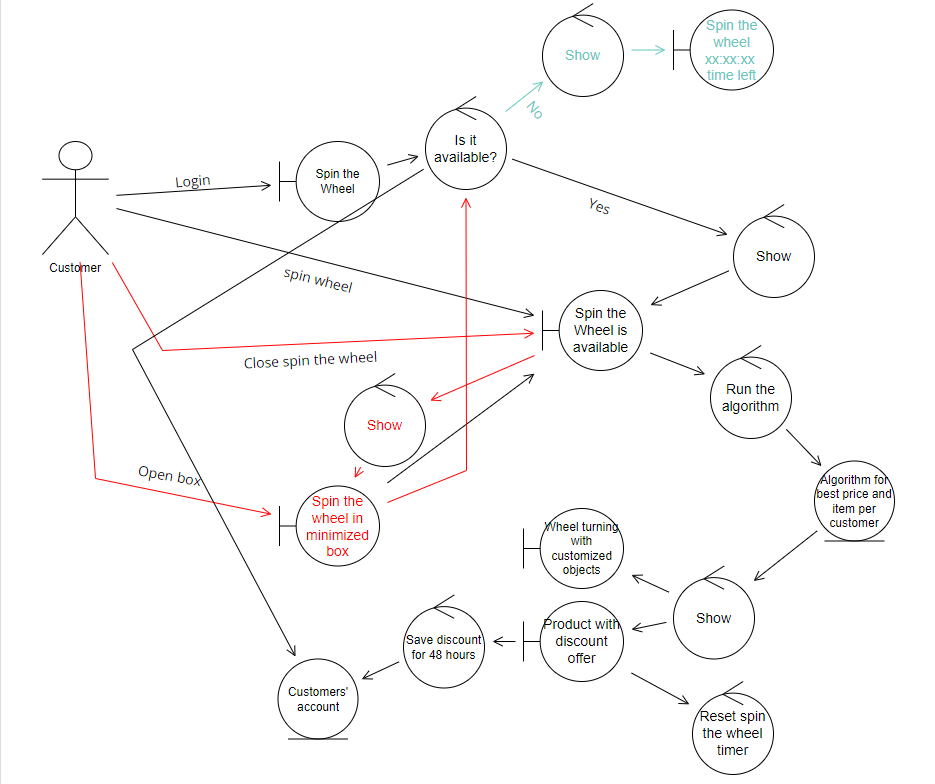 Spin the
wheel
xx:xx:xx
time left
Show
No
Is it
available?
Spin the
Wheel
Login
Customer
Yes
Show
spin wheel
Spin the
Wheel is
available
Close spin the wheel
Show
Run the
algorithm
Open box
Spin the
wheel in
minimized
box
Algorithm for
best price and
item per
customer
Wheel turning
with
customized
objects
Show
Product with
discount
offer
Save discount
for 48 hours
Customers'
account
Reset spin
the wheel
timer